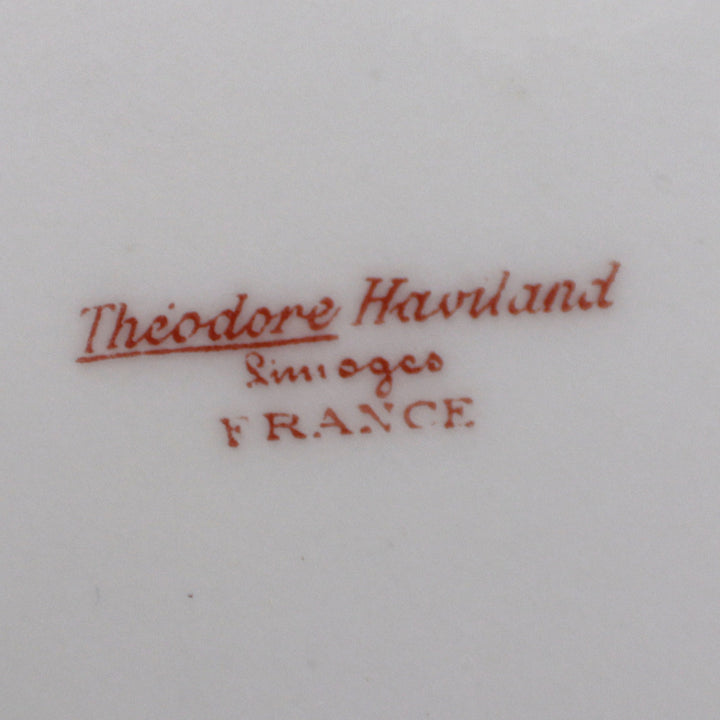 Théodore Haviland
Limoges
FRANCE